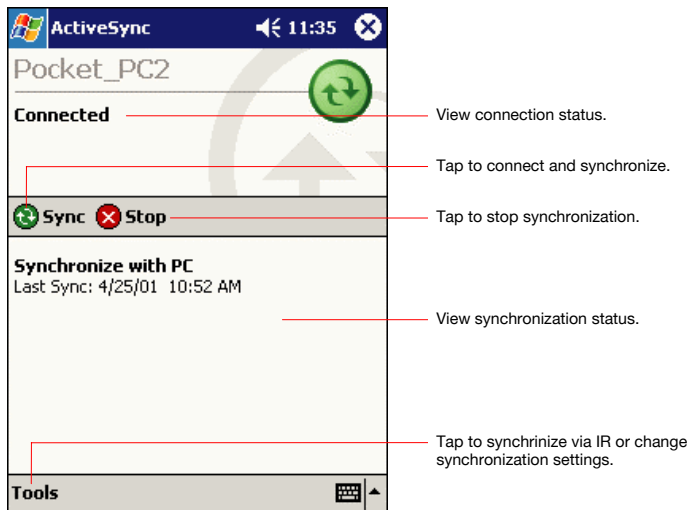 ActiveSync 11:35
Pocket_PC2
Connected
View connection status.
Tap to connect and synchronize.
Sync Stop
Tap to stop synchronization.
Synchronize with PC
Last Sync: 4/25/01 10:52 AM
View synchronization status.
Tap to synchrinize via IR or change
synchronization settings.
Tools